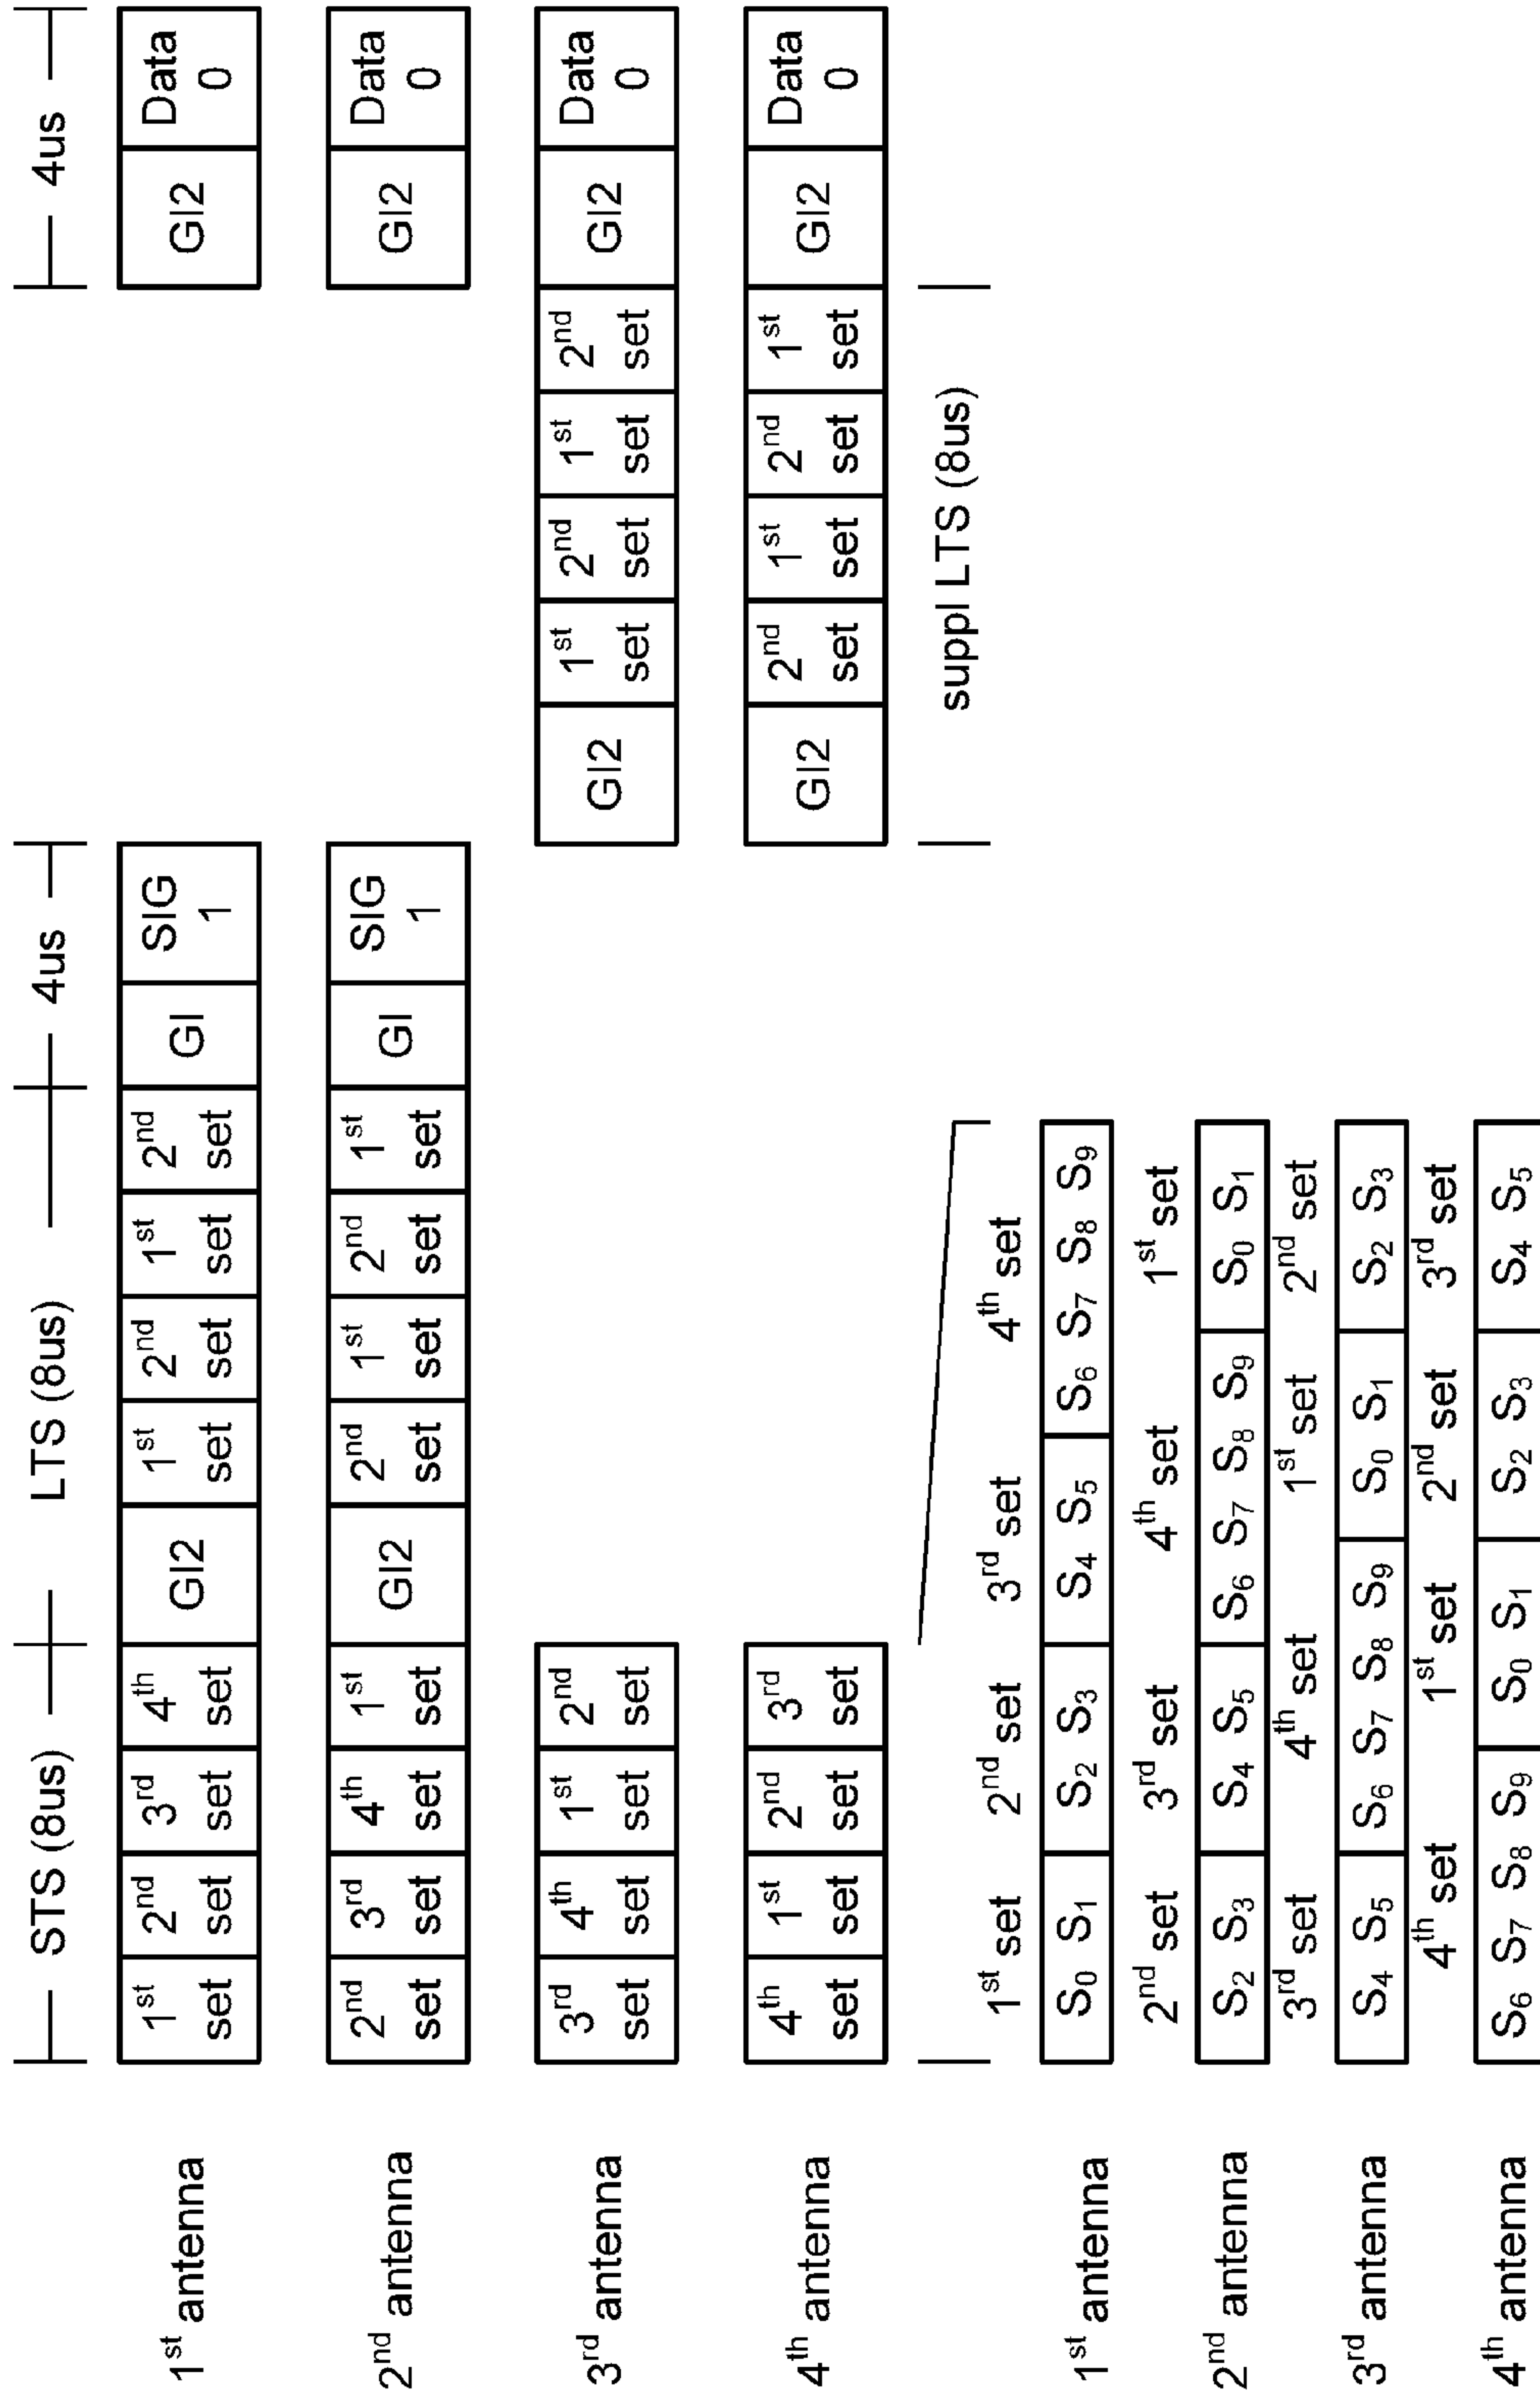 STS (8us) LTS (8us) 4us 4us
1st antenna 1st set 2nd set 3rd set 4th set GI2 1st set 2nd set 1st set 2nd set GI SIG 1 GI2 Data 0
2nd antenna 2nd set 3rd set 4th set 1st set GI2 2nd set 1st set 2nd set 1st set GI SIG 1 GI2 Data 0
3rd antenna 3rd set 4th set 1st set 2nd set GI2 1st set 2nd set 1st set 2nd set GI2 Data 0
4th antenna 4th set 1st set 2nd set 3rd set GI2 2nd set 1st set 2nd set 1st set GI2 Data 0
suppl LTS (8us)
1st set 2nd set 3rd set 4th set
1st antenna S0 S1 S2 S3 S4 S5 S6 S7 S8 S9
2nd set 3rd set 4th set 1st set
2nd antenna S2 S3 S4 S5 S6 S7 S8 S9 S0 S1
3rd set 4th set 1st set 2nd set
3rd antenna S4 S5 S6 S7 S8 S9 S0 S1 S2 S3
4th set 1st set 2nd set 3rd set
4th antenna S6 S7 S8 S9 S0 S1 S2 S3 S4 S5